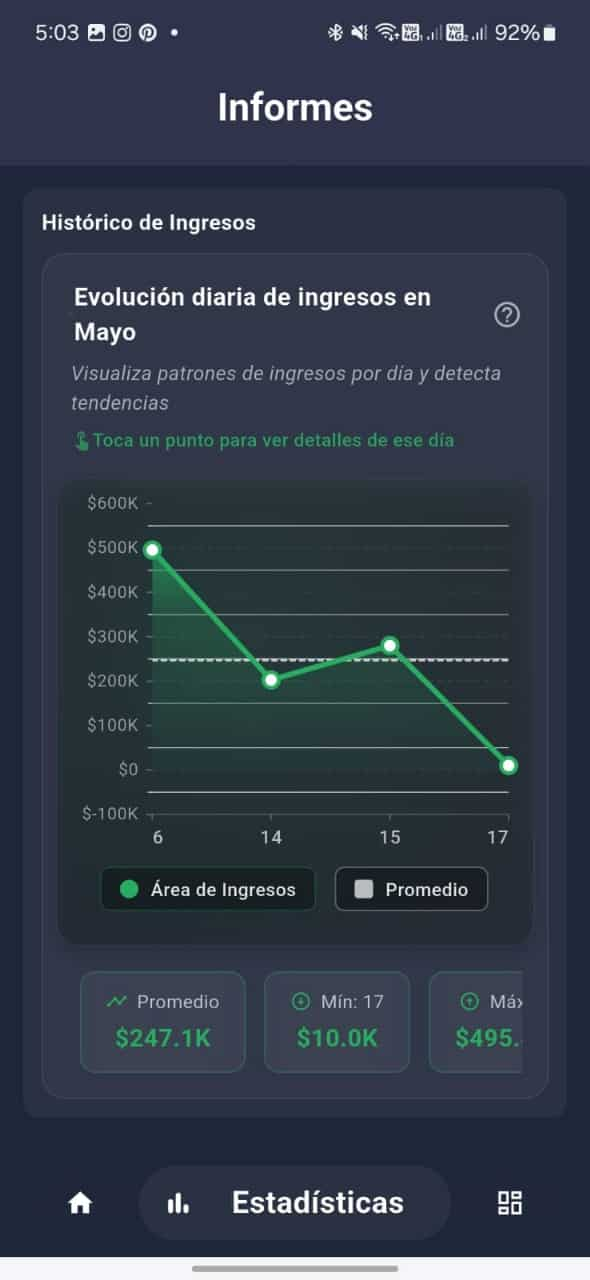 5:03
92%
Informes
Histórico de Ingresos
Evolución diaria de ingresos en
Mayo
Visualiza patrones de ingresos por día y detecta
tendencias
Toca un punto para ver detalles de ese día
$600K
$500K
$400K
$300K
$200K
$100K
$0
$-100K
6 14 15 17
Área de Ingresos Promedio
Promedio Mín: 17 Máx
$247.1K $10.0K $495.
Estadísticas